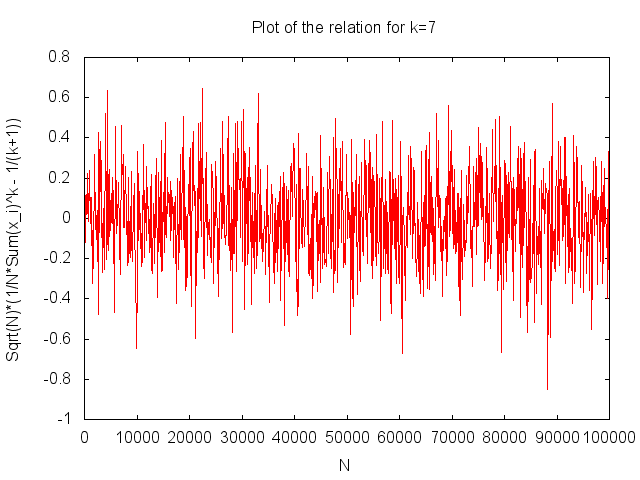 Plot of the relation for k=7
Sqrt(N)*(1/N*Sum(x_i)^k - 1/(k+1))
0.8
0.6
0.4
0.2
0
-0.2
-0.4
-0.6
-0.8
-1
0 10000 20000 30000 40000 50000 60000 70000 80000 90000 100000
N